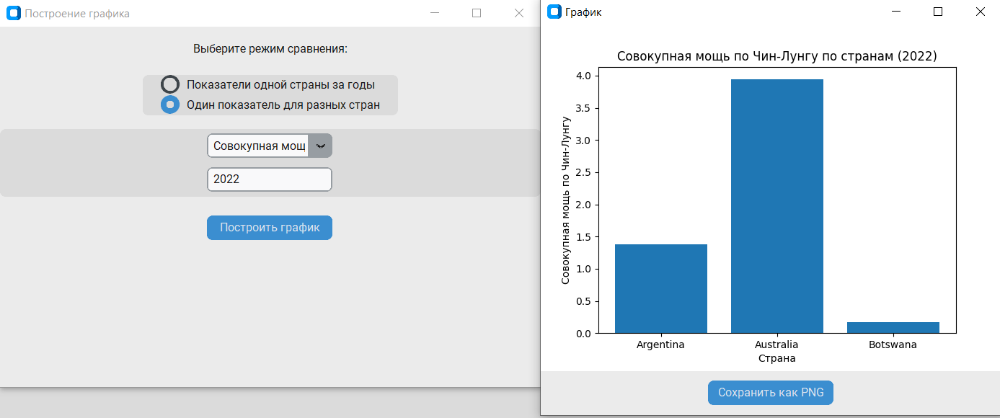 Построение графика
Выберите режим сравнения:
Показатели одной страны за годы
Один показатель для разных стран
Совокупная мощ
2022
Построить график
График
Совокупная мощь по Чин-Лунгу по странам (2022)
Совокупная мощь по Чин-Лунгу
4.0
3.5
3.0
2.5
2.0
1.5
1.0
0.5
0.0
Argentina Australia Botswana
Страна
Сохранить как PNG